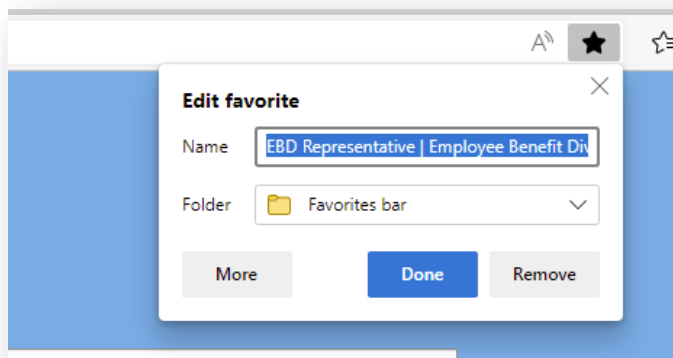 Edit favorite
Name EBD Representative | Employee Benefit Div
Folder Favorites bar
More Done Remove